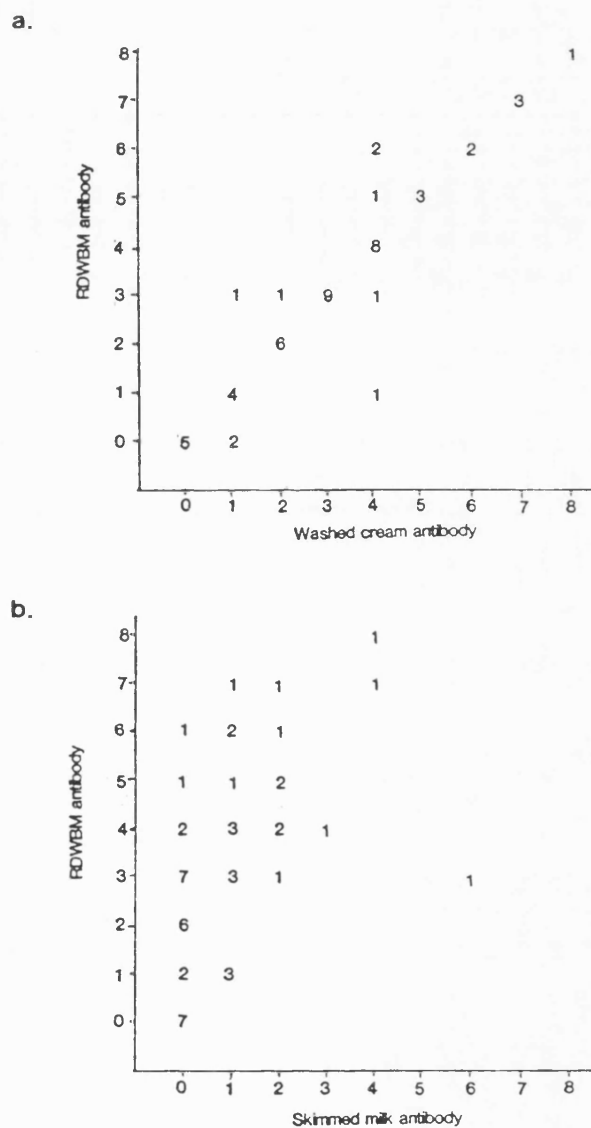 a.
8 1
7 3
6 2 2
5 1 3
4 8
3 1 1 9 1
2 6
1 4 1
0 5 2
0 1 2 3 4 5 6 7 8
RDWBM antibody
Washed cream antibody
b.
8 1
7 1 1 1
6 1 2 1
5 1 1 2
4 2 3 2 1
3 7 3 1 1
2 6
1 2 3
0 7
0 1 2 3 4 5 6 7 8
RDWBM antibody
Skimmed milk antibody